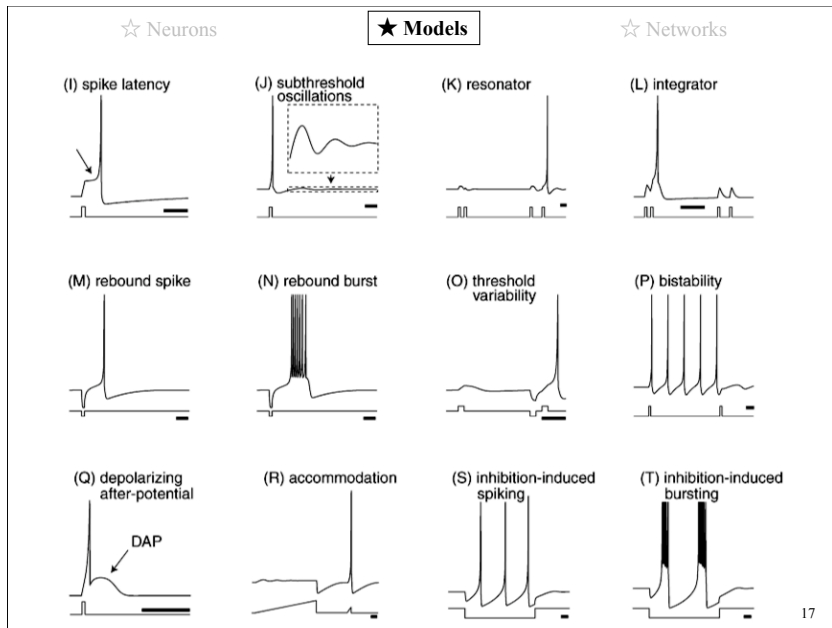 ☆ Neurons
★ Models
☆ Networks
(I) spike latency
(J) subthreshold
oscillations
(K) resonator
(L) integrator
(M) rebound spike
(N) rebound burst
(O) threshold
variability
(P) bistability
(Q) depolarizing
after-potential
DAP
(R) accommodation
(S) inhibition-induced
spiking
(T) inhibition-induced
bursting
17